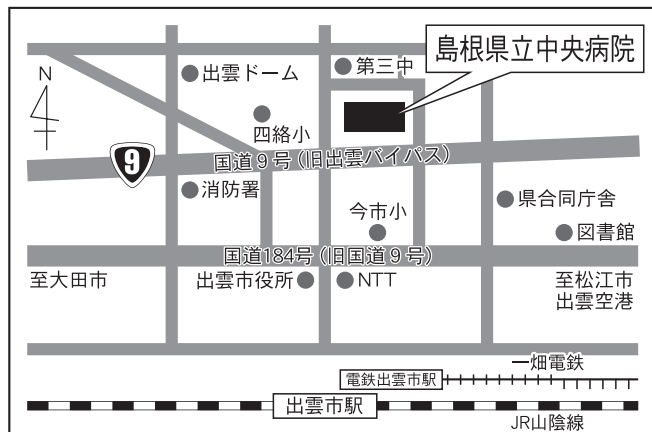 島根県立中央病院
N
出雲ドーム
第三中
四絡小
9
国道9号(旧出雲バイパス)
消防署
今市小
県合同庁舎
図書館
国道184号(旧国道9号)
至大田市
出雲市役所
NTT
至松江市
出雲空港
一畑電鉄
電鉄出雲市駅
出雲市駅
JR山陰線